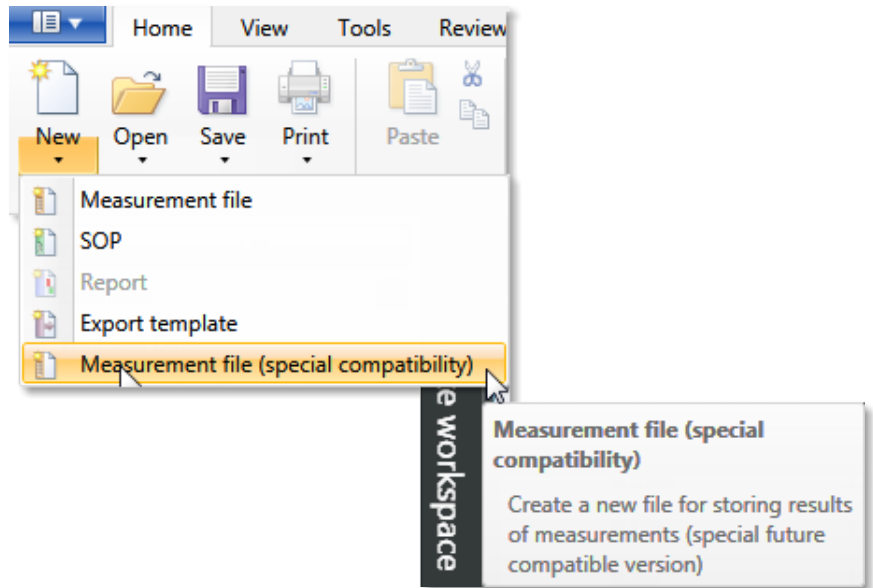 Home View Tools Review
New Open Save Print Paste
Measurement file
SOP
Report
Export template
Measurement file (special compatibility)
e workspace
Measurement file (special
compatibility)
Create a new file for storing results
of measurements (special future
compatible version)